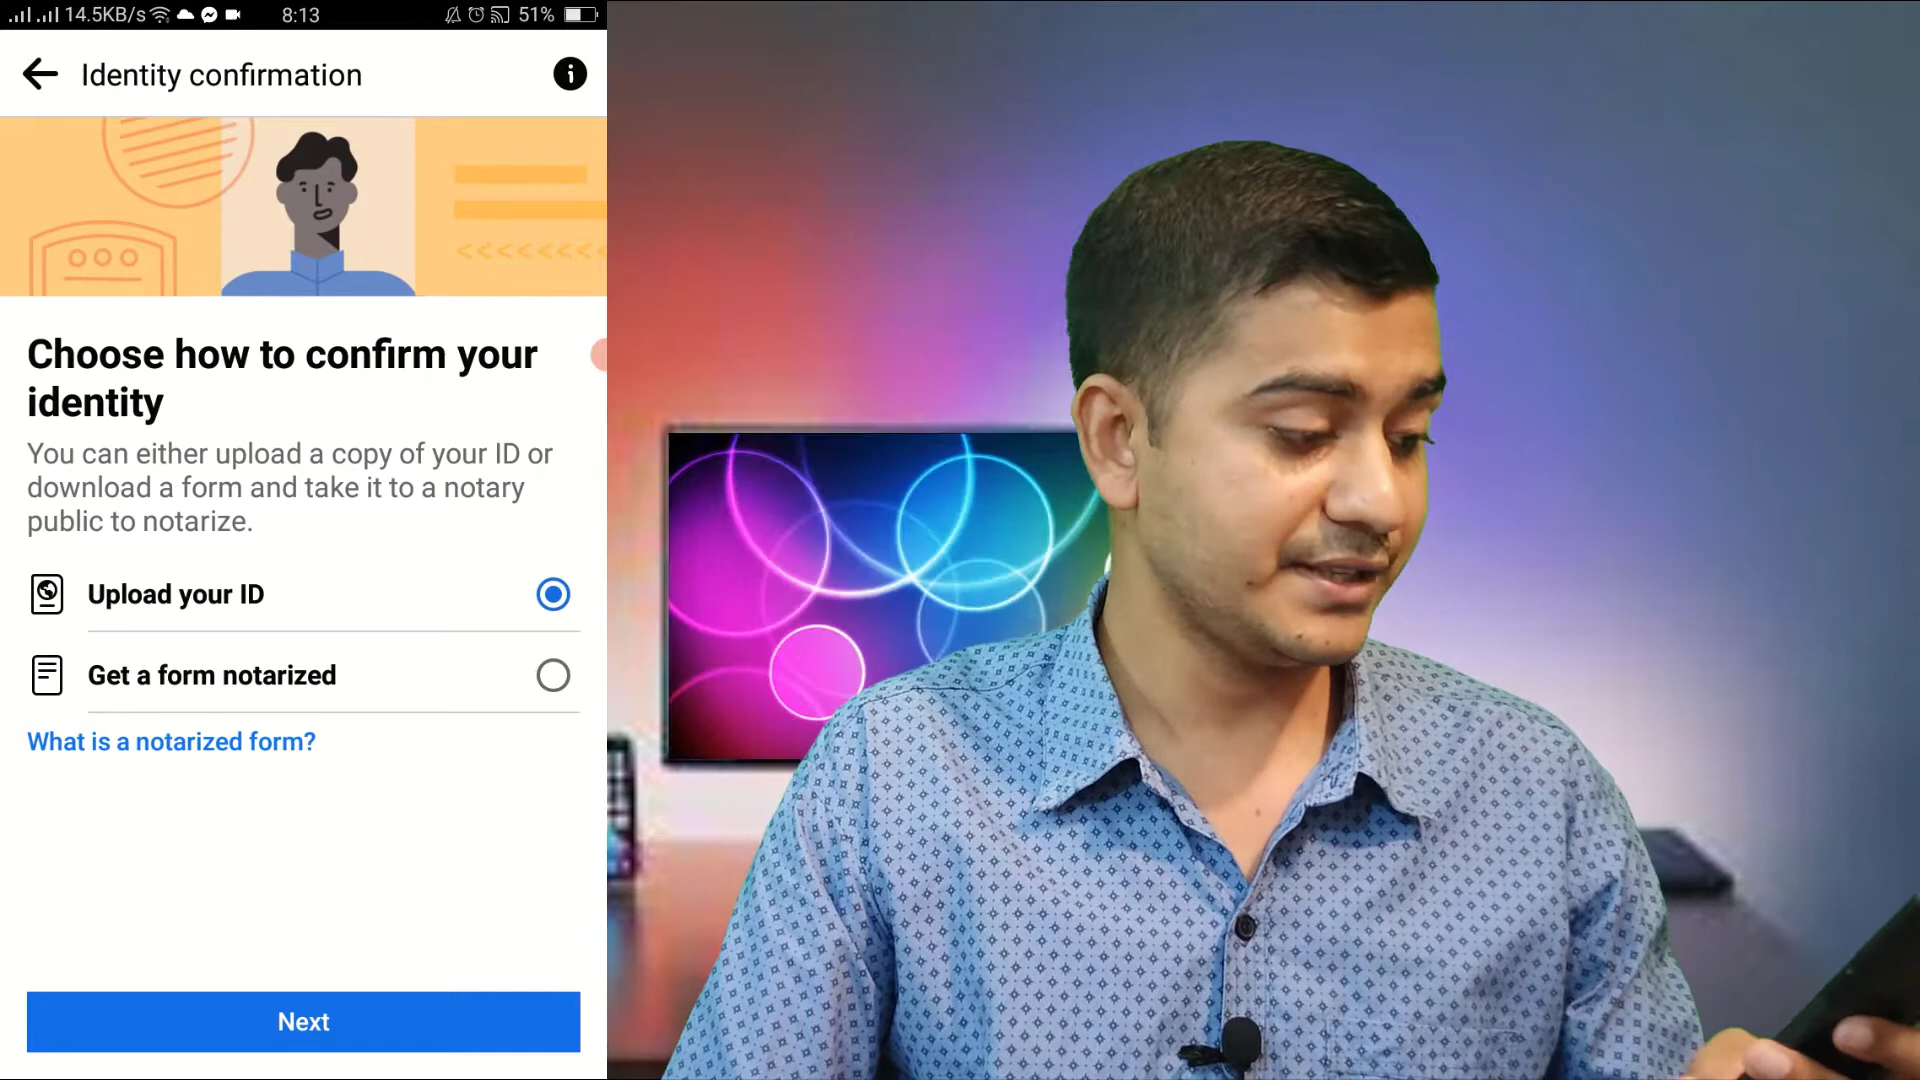 14.5KB/s 8:13 51%
Identity confirmation
Choose how to confirm your
identity
You can either upload a copy of your ID or
download a form and take it to a notary
public to notarize.
Upload your ID
Get a form notarized
What is a notarized form?
Next